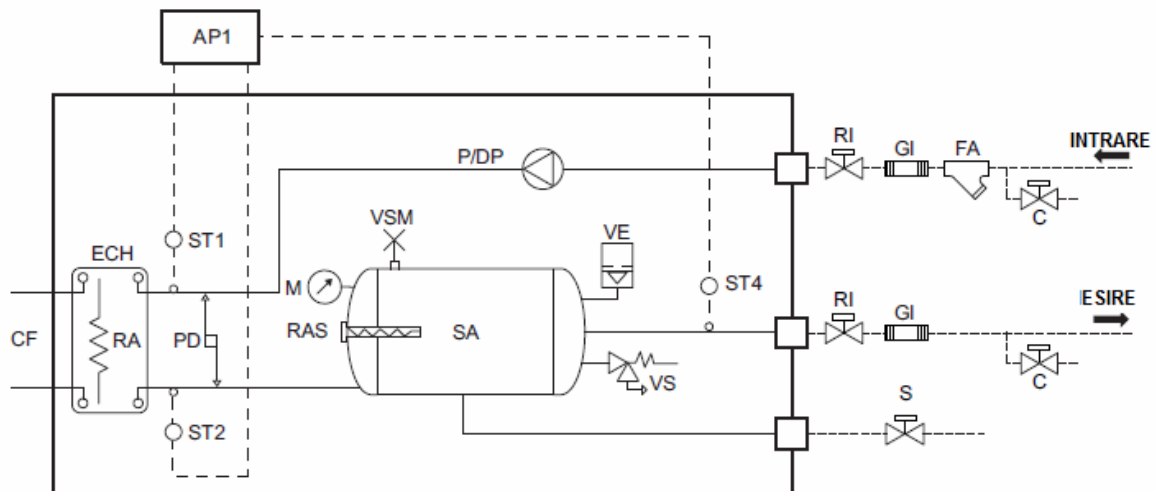 AP1
RI
GI
FA
INTRARE
P/DP
C
ST1
VSM
VE
ECH
M
ST4
RI
GI
IESIRE
RAS
SA
CF
RA
PD
VS
C
S
ST2